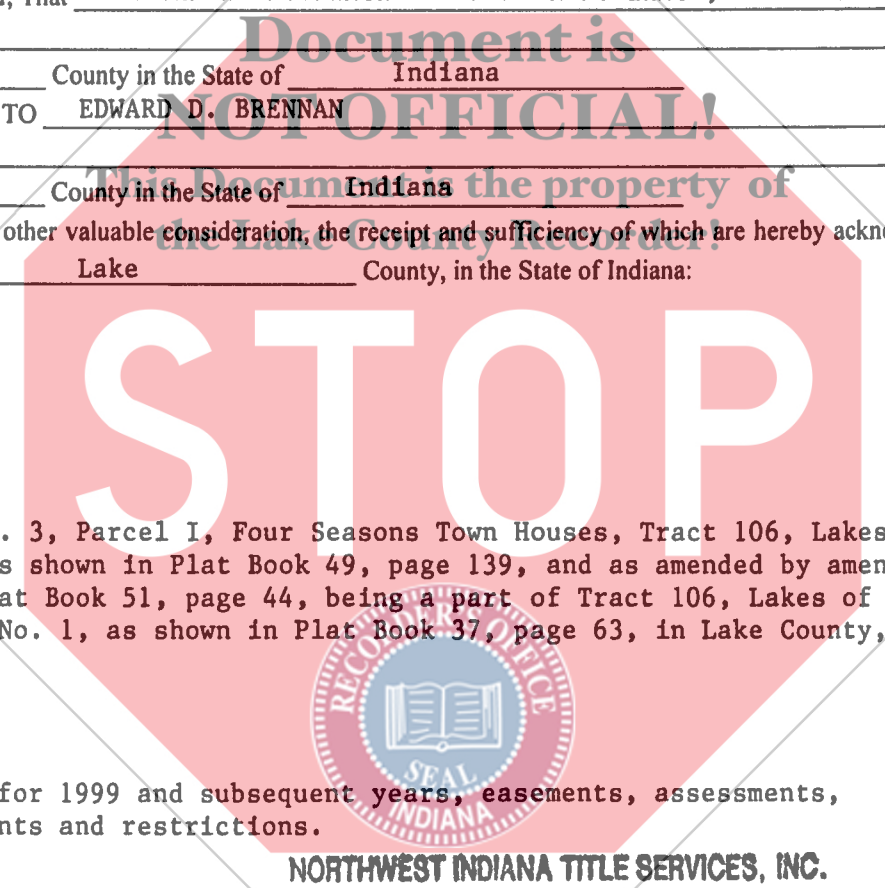 That
Document is
County in the State of Indiana
NOT OFFICIAL!
TO EDWARD D. BRENNAN
This Document is the property of
County in the State of Indiana
the Lake County Recorder!
other valuable consideration, the receipt and sufficiency of which are hereby ackn
Lake County, in the State of Indiana:
STOP
. 3, Parcel I, Four Seasons Town Houses, Tract 106, Lakes
s shown in Plat Book 49, page 139, and as amended by amen
at Book 51, page 44, being a part of Tract 106, Lakes of
No. 1, as shown in Plat Book 37, page 63, in Lake County,
RECORDER'S OFFICE
SEAL
INDIANA
for 1999 and subsequent years, easements, assessments,
nts and restrictions.
NORTHWEST INDIANA TITLE SERVICES, INC.